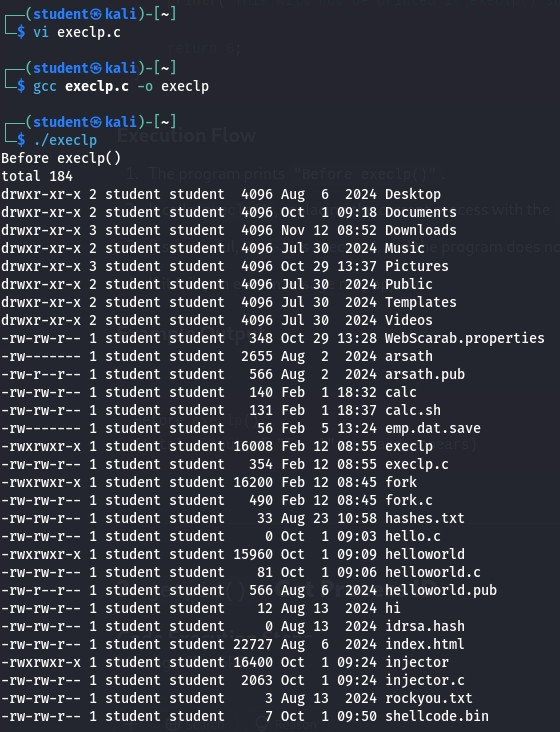 ┌──(student㉿kali)-[~]
└─$ vi execlp.c
┌──(student㉿kali)-[~]
└─$ gcc execlp.c -o execlp
┌──(student㉿kali)-[~]
└─$ ./execlp
Execution Flow
Before execlp()
1. The program prints "Before execlp()".
total 184
drwxr-xr-x 2 student student 4096 Aug 6 2024 Desktop
drwxr-xr-x 2 student student 4096 Oct 1 09:18 Documents
drwxr-xr-x 3 student student 4096 Nov 12 08:52 Downloads
drwxr-xr-x 2 student student 4096 Jul 30 2024 Music
drwxr-xr-x 3 student student 4096 Oct 29 13:37 Pictures
drwxr-xr-x 2 student student 4096 Jul 30 2024 Public
drwxr-xr-x 2 student student 4096 Jul 30 2024 Templates
drwxr-xr-x 2 student student 4096 Jul 30 2024 Videos
-rw-rw-r-- 1 student student 348 Oct 29 13:28 WebScarab.properties
-rw------- 1 student student 2655 Aug 2 2024 arsath
-rw-r--r-- 1 student student 566 Aug 2 2024 arsath.pub
-rw-rw-r-- 1 student student 140 Feb 1 18:32 calc
-rw-rw-r-- 1 student student 131 Feb 1 18:37 calc.sh
-rw------- 1 student student 56 Feb 5 13:24 emp.dat.save
-rwxrwxr-x 1 student student 16008 Feb 12 08:55 execlp
-rw-rw-r-- 1 student student 354 Feb 12 08:55 execlp.c
-rwxrwxr-x 1 student student 16200 Feb 12 08:45 fork
-rw-rw-r-- 1 student student 490 Feb 12 08:45 fork.c
-rw-rw-r-- 1 student student 33 Aug 23 10:58 hashes.txt
-rw-rw-r-- 1 student student 0 Oct 1 09:03 hello.c
-rwxrwxr-x 1 student student 15960 Oct 1 09:09 helloworld
-rw-rw-r-- 1 student student 81 Oct 1 09:06 helloworld.c
-rw-r--r-- 1 student student 566 Aug 6 2024 helloworld.pub
-rw-rw-r-- 1 student student 12 Aug 13 2024 hi
-rw-rw-r-- 1 student student 0 Aug 13 2024 idrsa.hash
-rw-rw-r-- 1 student student 22727 Aug 6 2024 index.html
-rwxrwxr-x 1 student student 16400 Oct 1 09:24 injector
-rw-rw-r-- 1 student student 2063 Oct 1 09:24 injector.c
-rw-rw-r-- 1 student student 3 Aug 13 2024 rockyou.txt
-rw-rw-r-- 1 student student 7 Oct 1 09:50 shellcode.bin